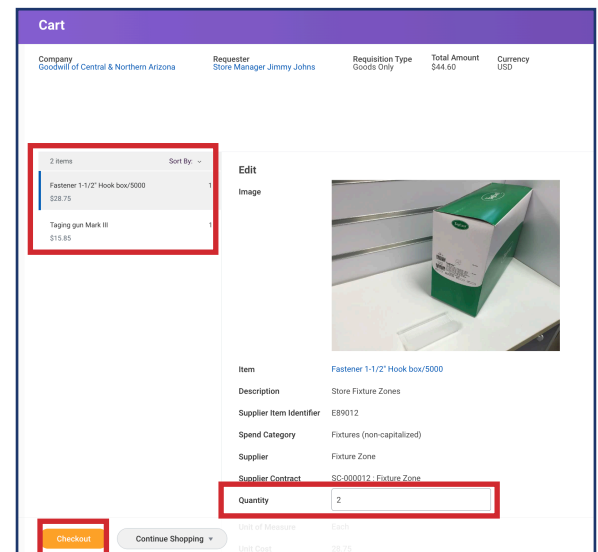 Cart
Company Requester Requisition Type Total Amount Currency
Goodwill of Central & Northern Arizona Store Manager Jimmy Johns Goods Only $44.60 USD
2 items Sort By:
Fastener 1-1/2" Hook box/5000 1
$28.75
Taging gun Mark III 1
$15.85
Edit
Image
Item Fastener 1-1/2" Hook box/5000
Description Store Fixture Zones
Supplier Item Identifier E89012
Spend Category Fixtures (non-capitalized)
Supplier Fixture Zone
Supplier Contract SC-000012 : Fixture Zone
Quantity 2
Unit of Measure Each
Unit Cost 28.75
Checkout Continue Shopping